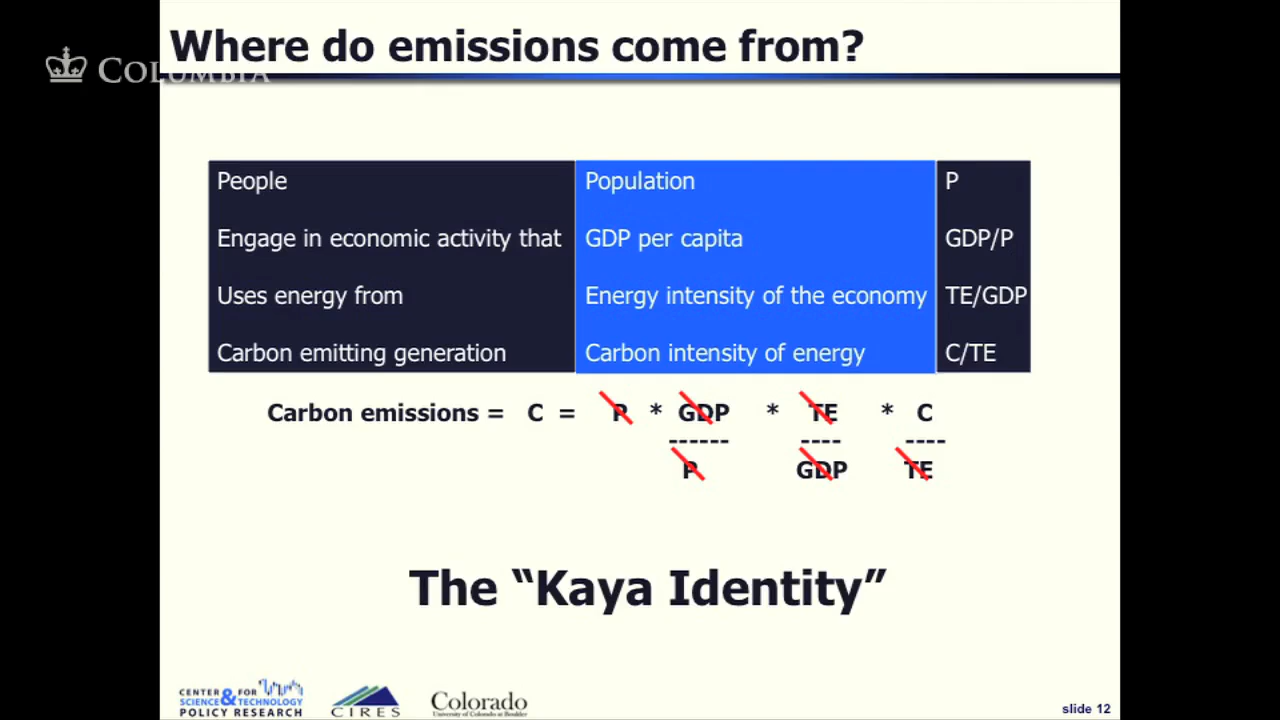 Where do emissions come from?
COLUMBIA
People Population P
Engage in economic activity that GDP per capita GDP/P
Uses energy from Energy intensity of the economy TE/GDP
Carbon emitting generation Carbon intensity of energy C/TE
Carbon emissions = C = P * GDP * TE * C
------ ---- ----
P GDP TE
The “Kaya Identity”
CENTER & FOR
SCIENCE & TECHNOLOGY
POLICY RESEARCH
CIRES
Colorado
University of Colorado at Boulder
slide 12